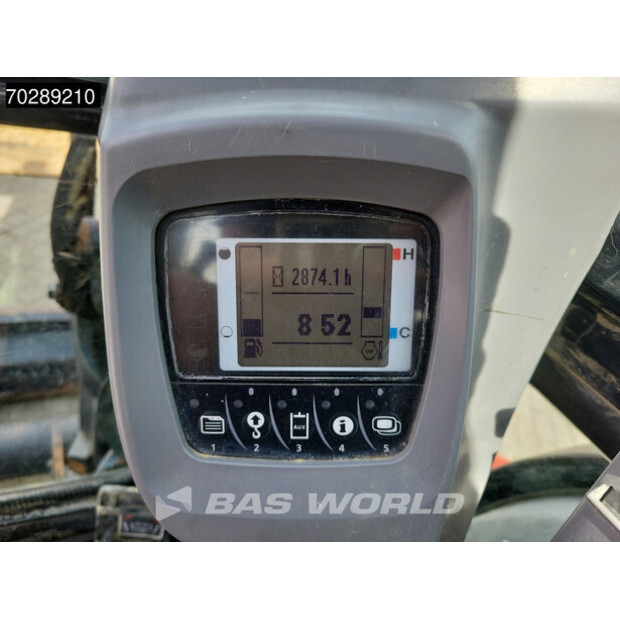 70289210
H
2874.1 h
8 52
C
AUX
i
1 2 3 4 5
BAS WORLD